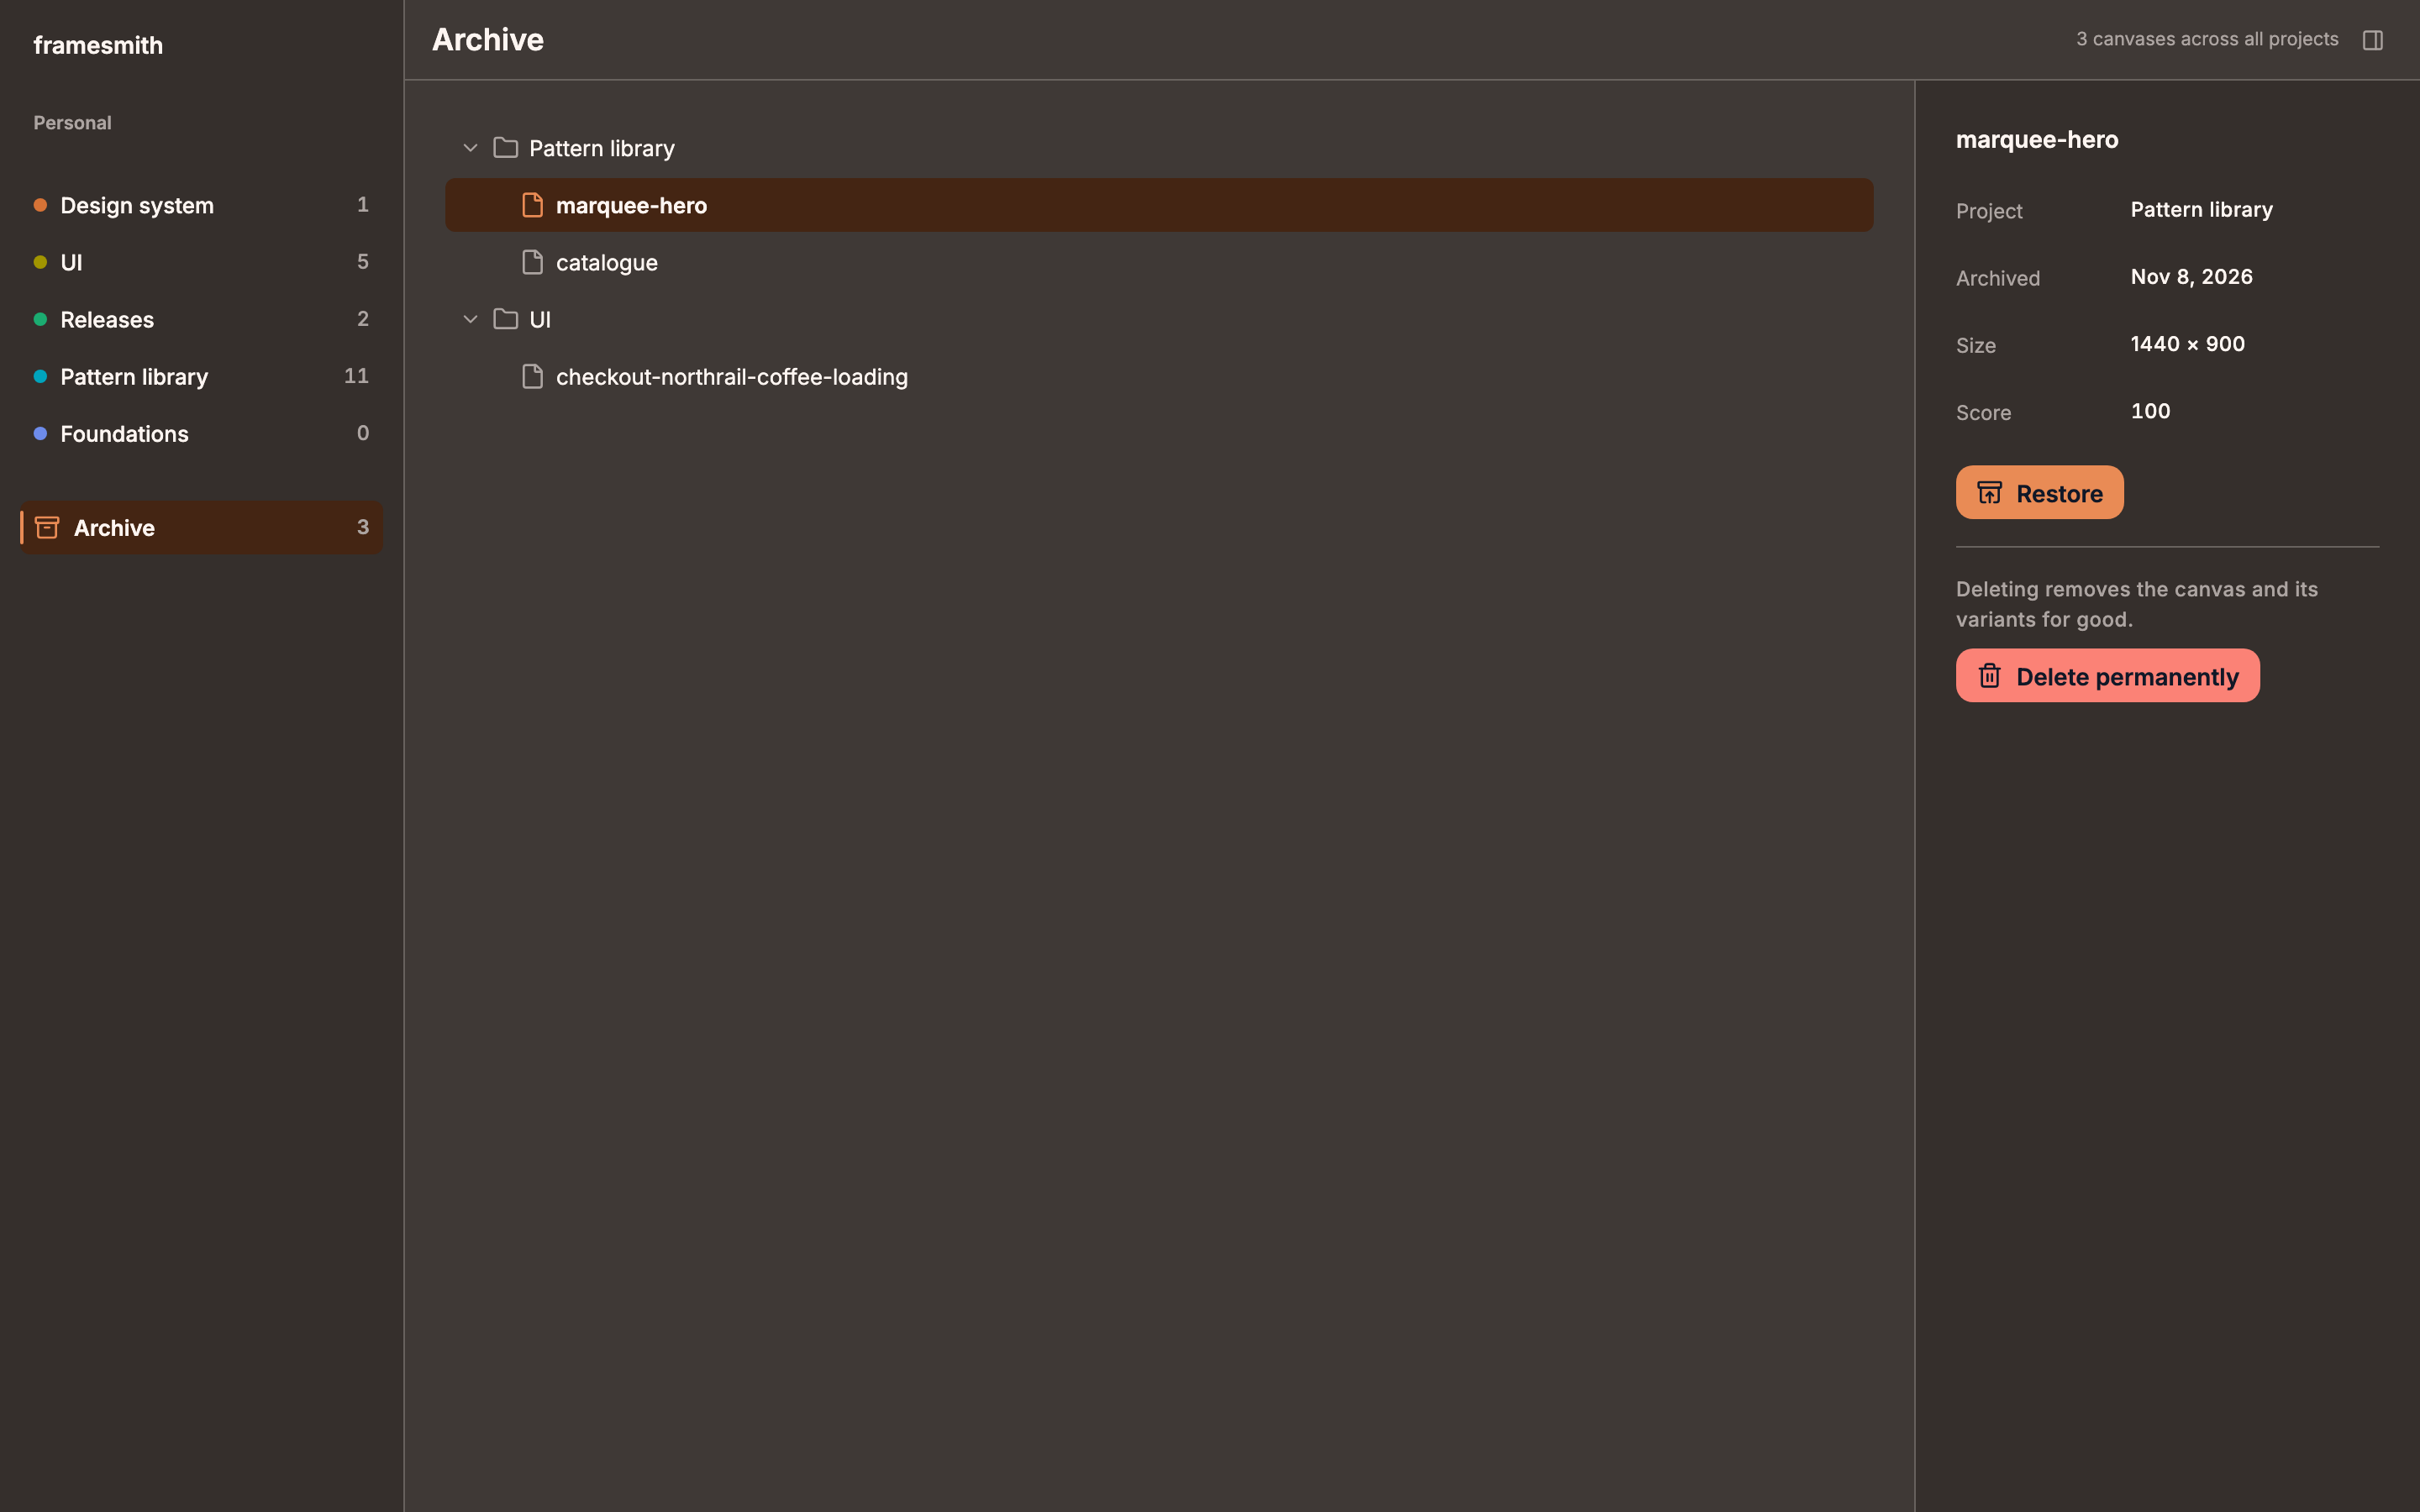 framesmith
Personal
Design system 1
UI 5
Releases 2
Pattern library 11
Foundations 0
Archive 3
Archive
3 canvases across all projects
Pattern library
marquee-hero
catalogue
UI
checkout-northrail-coffee-loading
marquee-hero
Project Pattern library
Archived Nov 8, 2026
Size 1440 × 900
Score 100
Restore
Deleting removes the canvas and its
variants for good.
Delete permanently